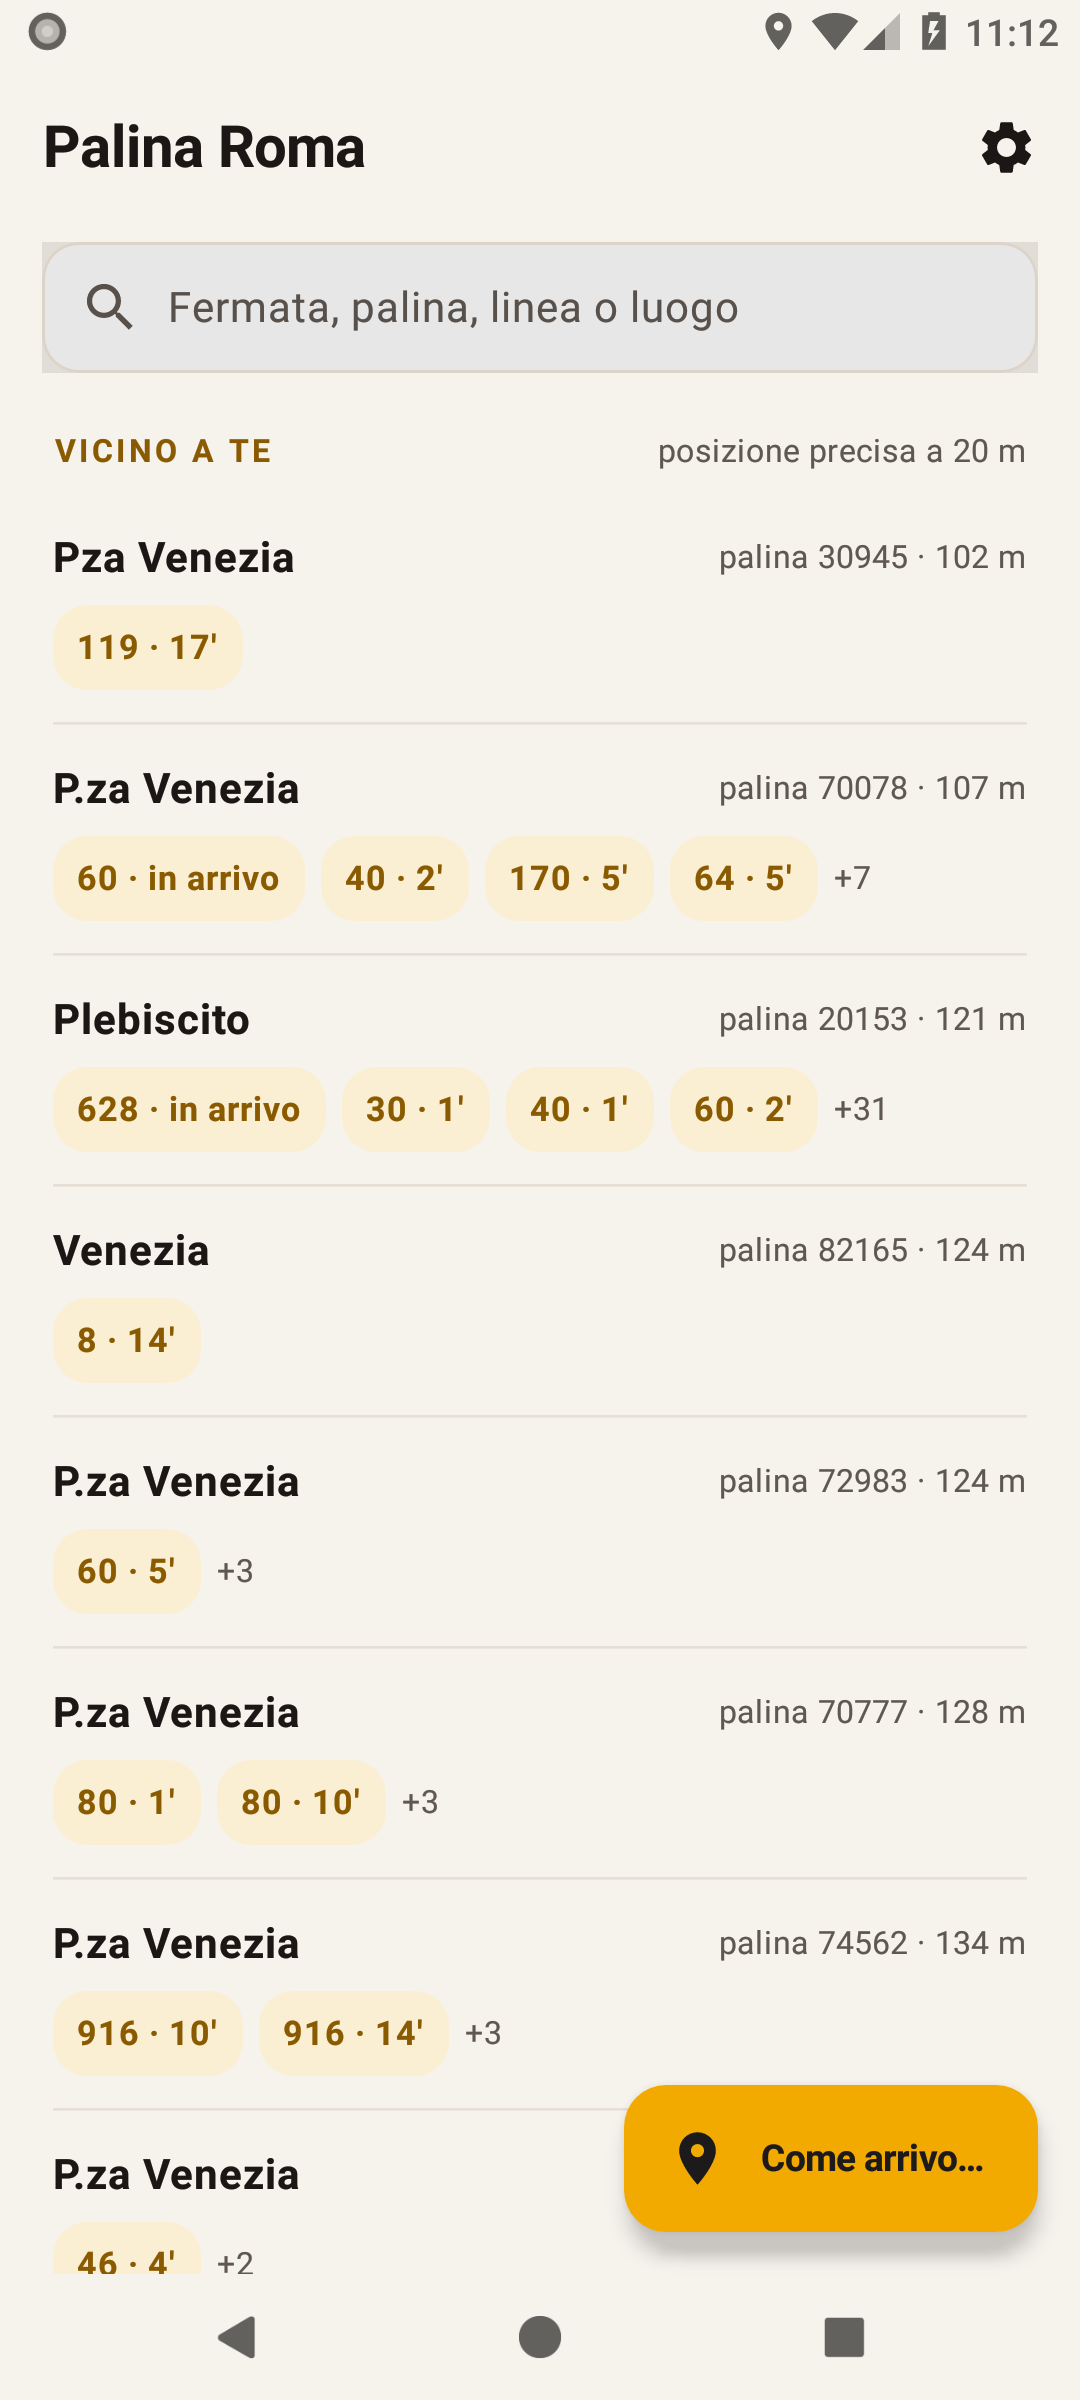 11:12
Palina Roma
Fermata, palina, linea o luogo
VICINO A TE posizione precisa a 20 m
Pza Venezia palina 30945 · 102 m
119 · 17'
P.za Venezia palina 70078 · 107 m
60 · in arrivo 40 · 2' 170 · 5' 64 · 5' +7
Plebiscito palina 20153 · 121 m
628 · in arrivo 30 · 1' 40 · 1' 60 · 2' +31
Venezia palina 82165 · 124 m
8 · 14'
P.za Venezia palina 72983 · 124 m
60 · 5' +3
P.za Venezia palina 70777 · 128 m
80 · 1' 80 · 10' +3
P.za Venezia palina 74562 · 134 m
916 · 10' 916 · 14' +3
P.za Venezia
Come arrivo...
46 · 4' +2